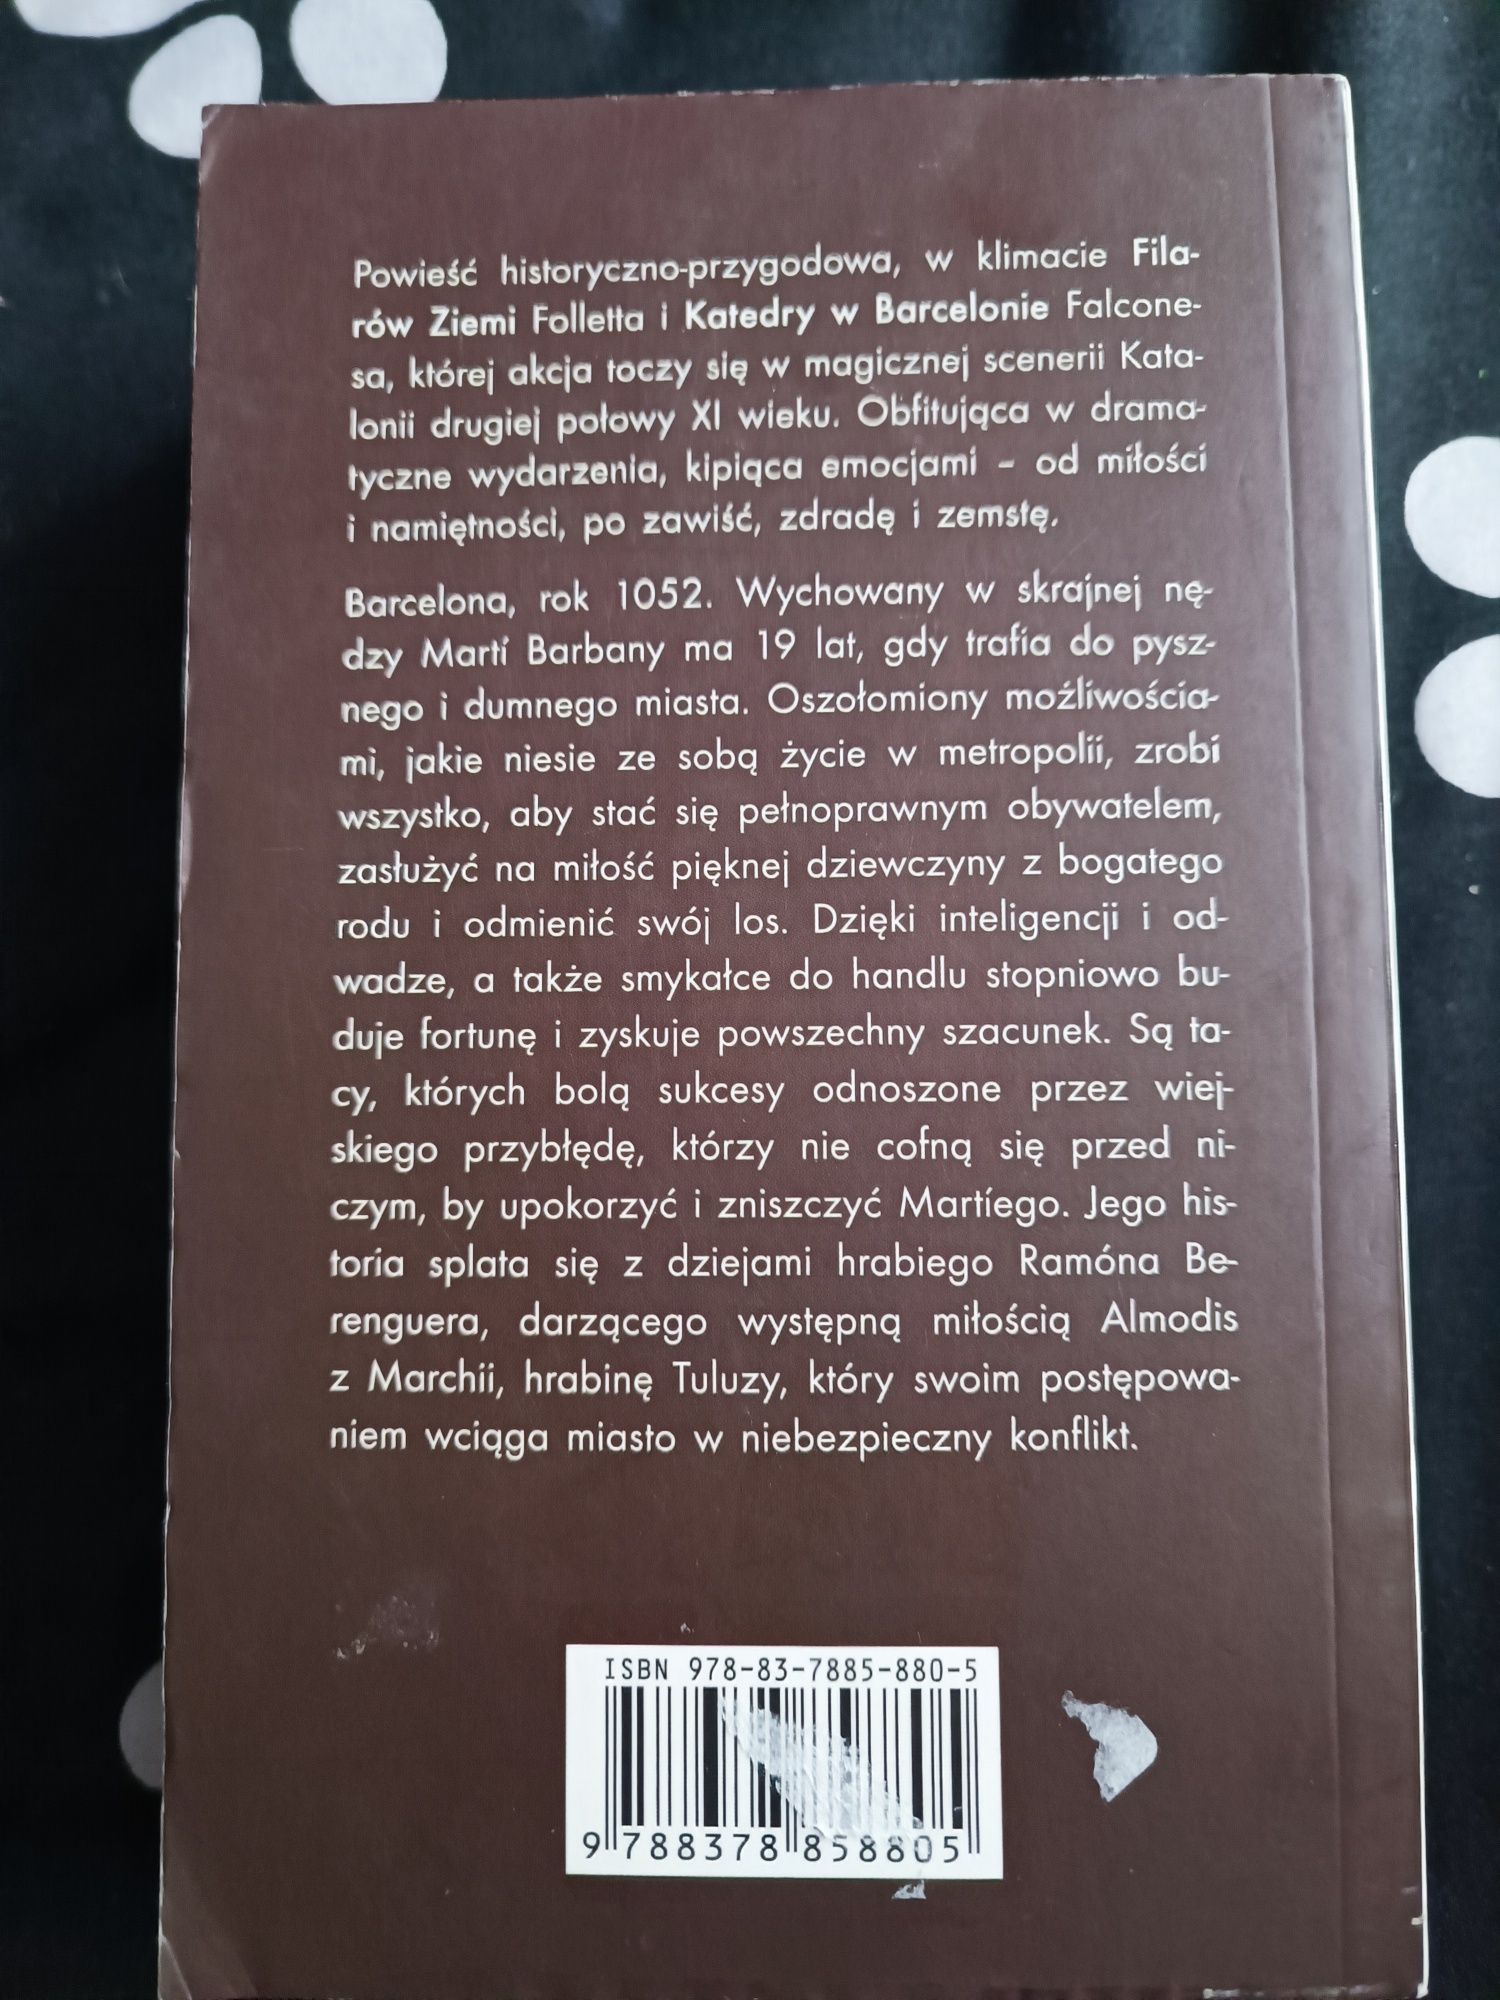 Powieść historyczno-przygodowa, w klimacie Fila-
rów Ziemi Folletta i Katedry w Barcelonie Falcone-
sa, której akcja toczy się w magicznej scenerii Kata-
lonii drugiej połowy XI wieku. Obfitująca w drama-
tyczne wydarzenia, kipiąca emocjami – od miłości
i namiętności, po zawiść, zdradę i zemstę.
Barcelona, rok 1052. Wychowany w skrajnej nę-
dzy Martí Barbany ma 19 lat, gdy trafia do pysz-
nego i dumnego miasta. Oszołomiony możliwościa-
mi, jakie niesie ze sobą życie w metropolii, zrobi
wszystko, aby stać się pełnoprawnym obywatelem,
zasłużyć na miłość pięknej dziewczyny z bogatego
rodu i odmienić swój los. Dzięki inteligencji i od-
wadze, a także smykałce do handlu stopniowo bu-
duje fortunę i zyskuje powszechny szacunek. Są ta-
cy, których bolą sukcesy odnoszone przez wiej-
skiego przybłędę, którzy nie cofną się przed ni-
czym, by upokorzyć i zniszczyć Martíego. Jego his-
toria splata się z dziejami hrabiego Ramóna Be-
renguera, darzącego występną miłością Almodis
z Marchii, hrabinę Tuluzy, który swoim postępowa-
niem wciąga miasto w niebezpieczny konflikt.
ISBN 978-83-7885-880-5
9 788378 858805